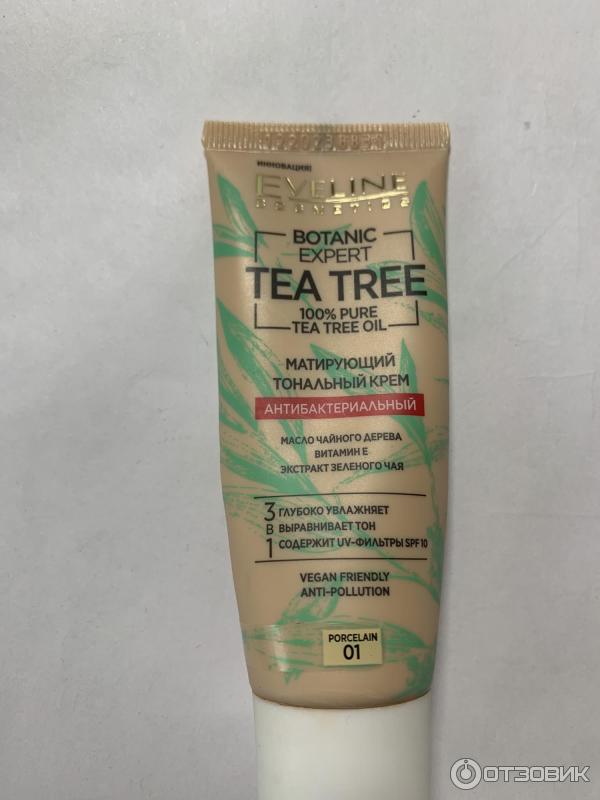 ИННОВАЦИЯ!
EVELINE
COSMETICS
BOTANIC
EXPERT
TEA TREE
100% PURE
TEA TREE OIL
МАТИРУЮЩИЙ
ТОНАЛЬНЫЙ КРЕМ
АНТИБАКТЕРИАЛЬНЫЙ
МАСЛО ЧАЙНОГО ДЕРЕВА
ВИТАМИН Е
ЭКСТРАКТ ЗЕЛЕНОГО ЧАЯ
3 ГЛУБОКО УВЛАЖНЯЕТ
В ВЫРАВНИВАЕТ ТОН
1 СОДЕРЖИТ UV-ФИЛЬТРЫ SPF 10
VEGAN FRIENDLY
ANTI-POLLUTION
PORCELAIN
01
ОТЗОВИК